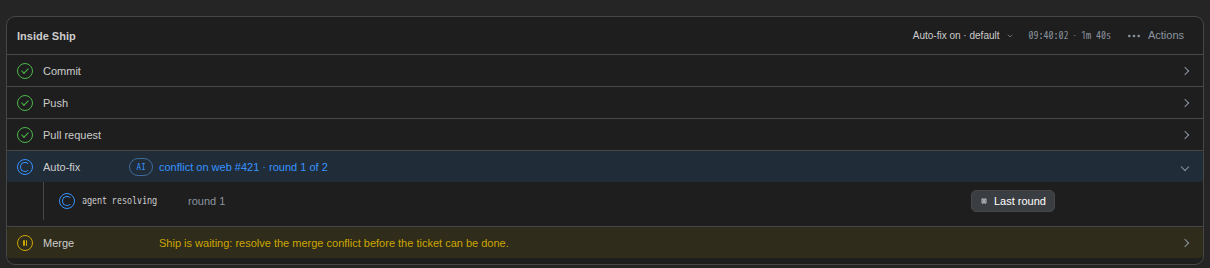 Inside Ship
Auto-fix on · default
09:40:02 · 1m 40s
Actions
Commit
Push
Pull request
Auto-fix AI conflict on web #421 · round 1 of 2
agent resolving round 1 Last round
Merge Ship is waiting: resolve the merge conflict before the ticket can be done.